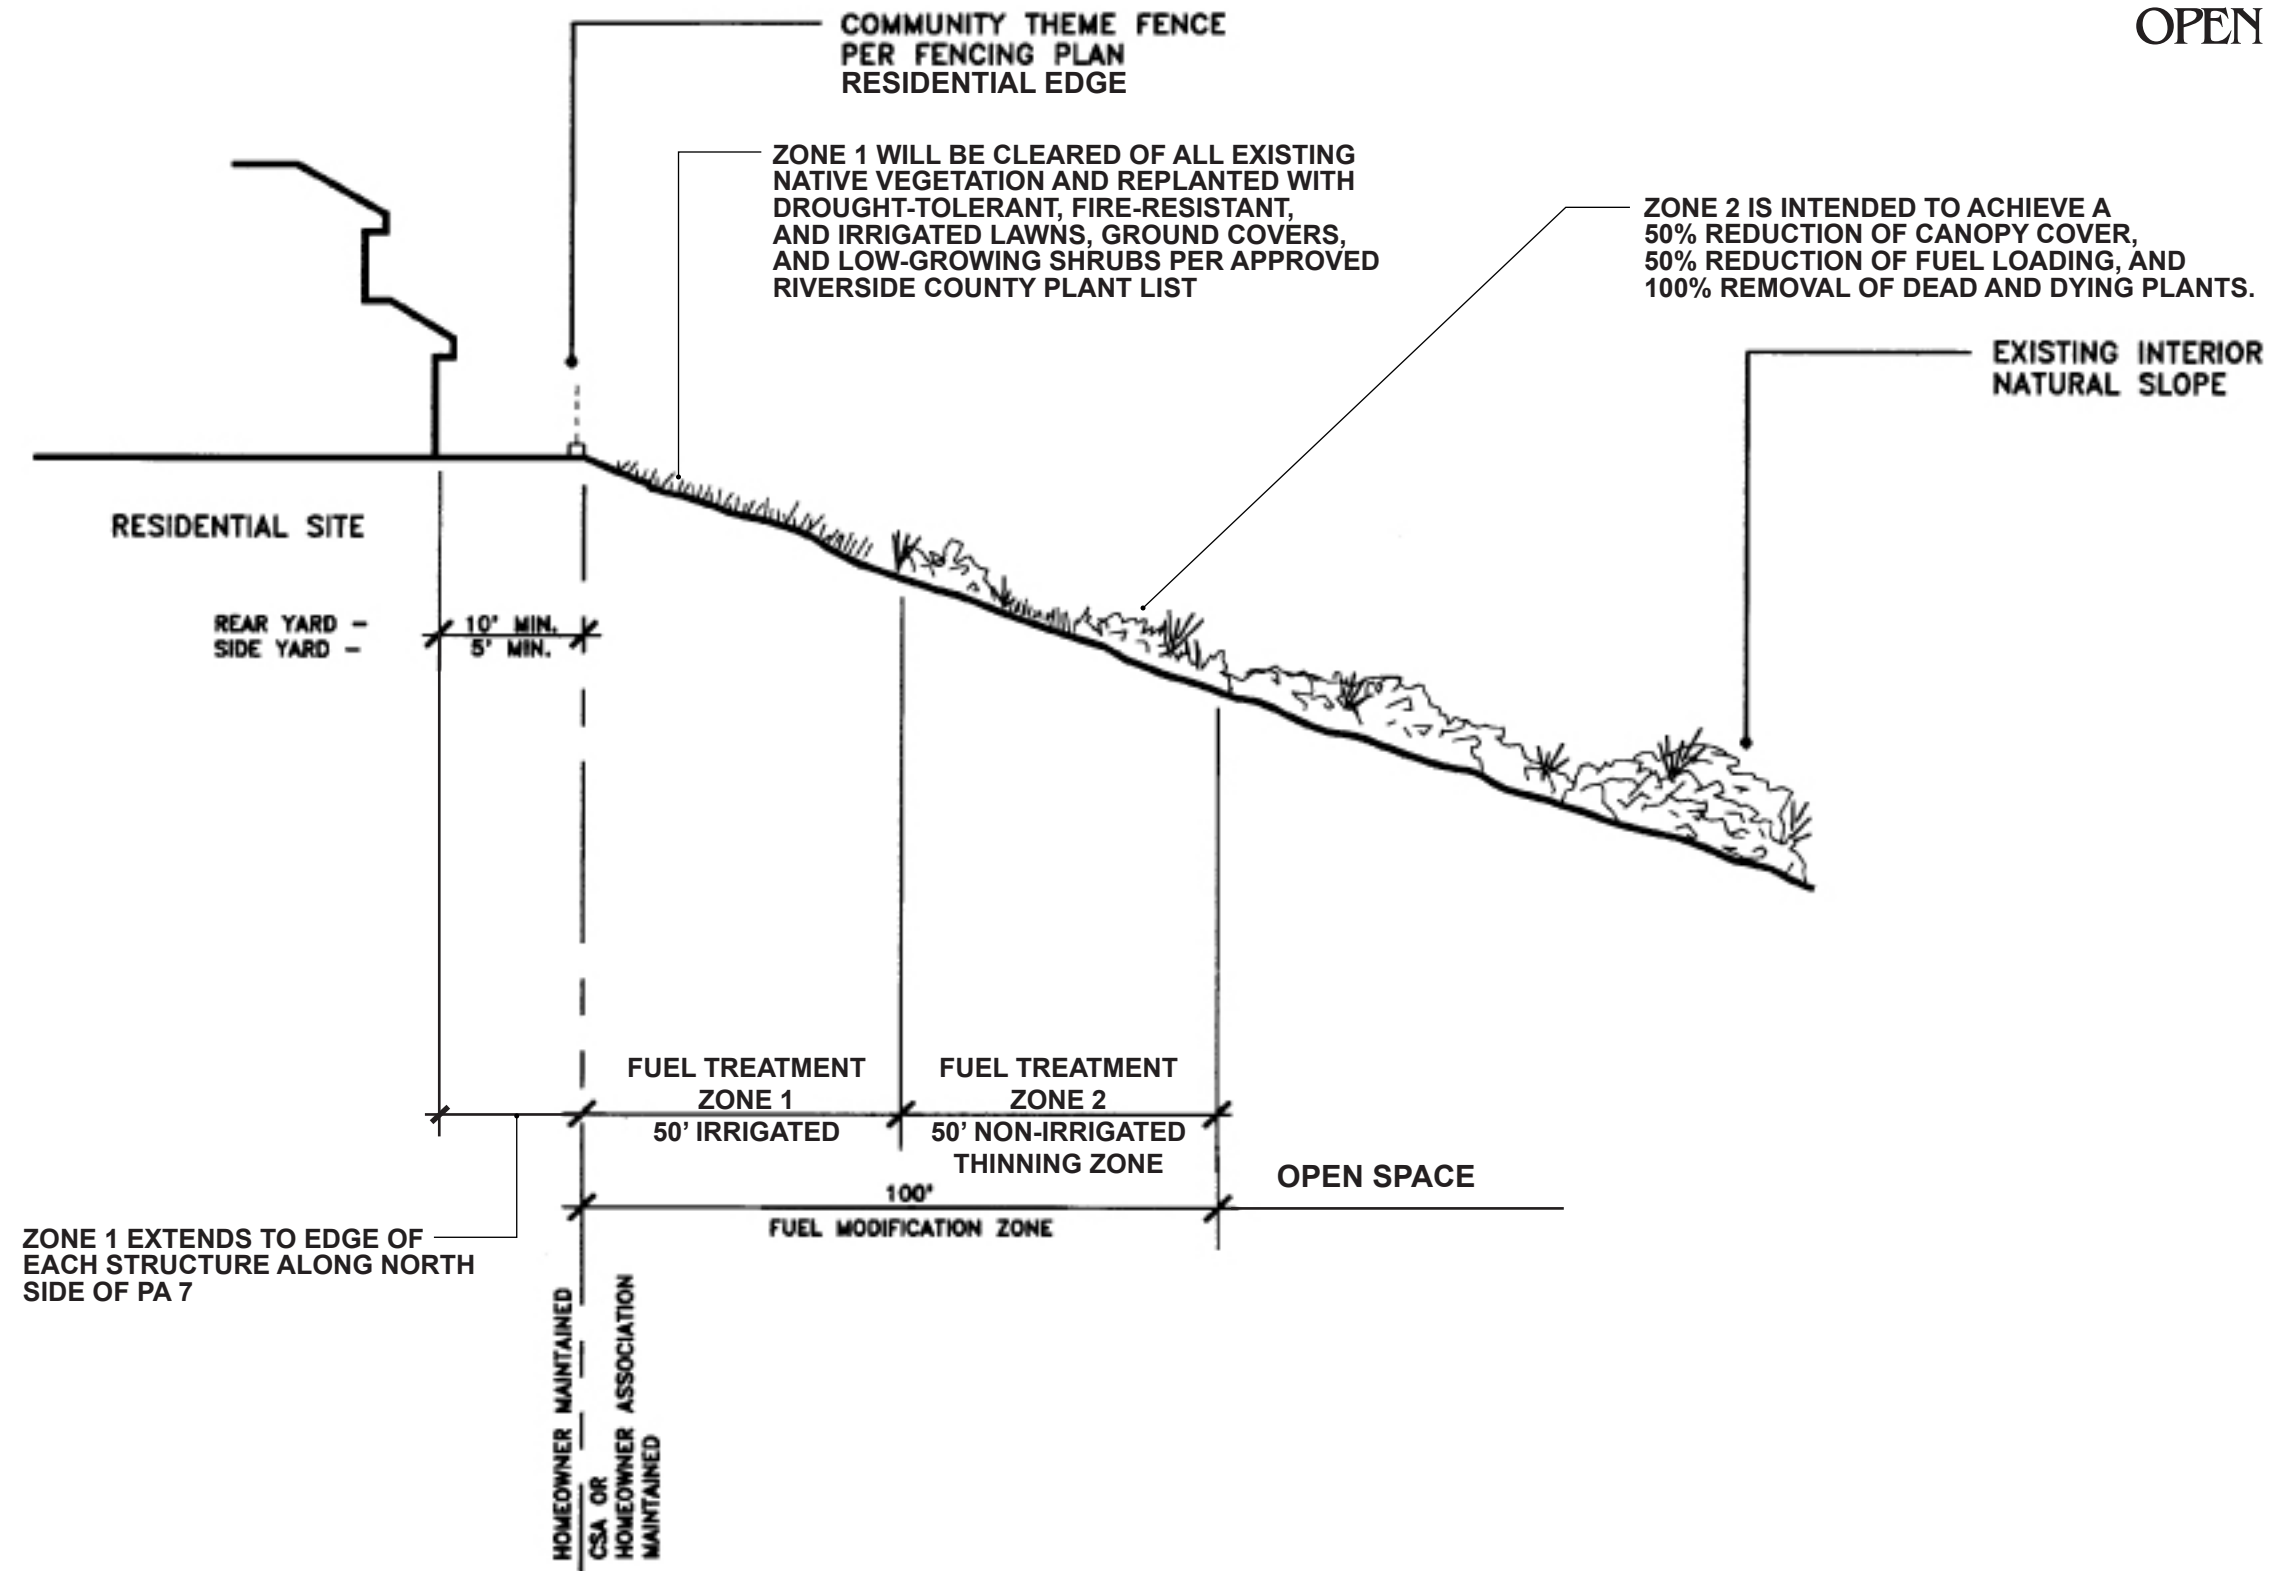 OPEN
COMMUNITY THEME FENCE
PER FENCING PLAN
RESIDENTIAL EDGE
ZONE 1 WILL BE CLEARED OF ALL EXISTING
NATIVE VEGETATION AND REPLANTED WITH
DROUGHT-TOLERANT, FIRE-RESISTANT,
AND IRRIGATED LAWNS, GROUND COVERS,
AND LOW-GROWING SHRUBS PER APPROVED
RIVERSIDE COUNTY PLANT LIST
ZONE 2 IS INTENDED TO ACHIEVE A
50% REDUCTION OF CANOPY COVER,
50% REDUCTION OF FUEL LOADING, AND
100% REMOVAL OF DEAD AND DYING PLANTS.
EXISTING INTERIOR
NATURAL SLOPE
RESIDENTIAL SITE
REAR YARD – 10' MIN.
SIDE YARD – 5' MIN.
FUEL TREATMENT
ZONE 1
50’ IRRIGATED
FUEL TREATMENT
ZONE 2
50’ NON-IRRIGATED
THINNING ZONE
100'
FUEL MODIFICATION ZONE
OPEN SPACE
ZONE 1 EXTENDS TO EDGE OF
EACH STRUCTURE ALONG NORTH
SIDE OF PA 7
HOMEOWNER MAINTAINED
CSA OR
HOMEOWNER ASSOCIATION
MAINTAINED